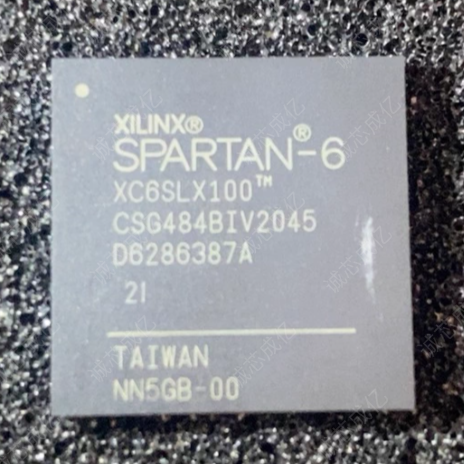 XILINX®
SPARTAN®-6
XC6SLX100™
CSG484BIV2045
D6286387A
2I
TAIWAN
NN5GB-00